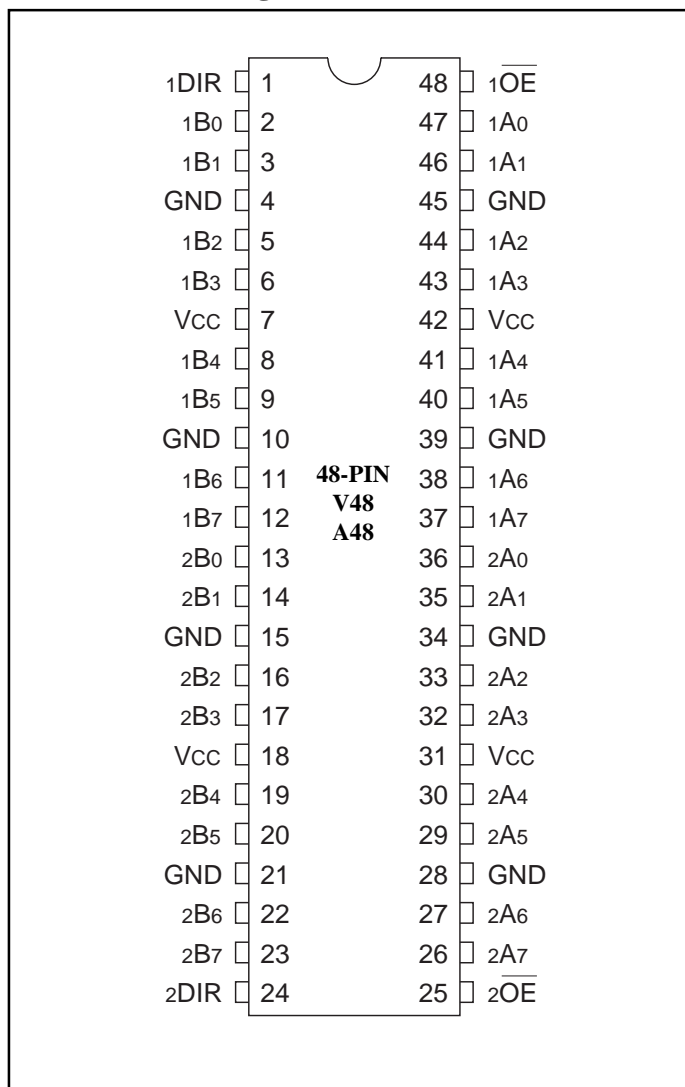 1DIR 1 48 1O̅E̅
1B0 2 47 1A0
1B1 3 46 1A1
GND 4 45 GND
1B2 5 44 1A2
1B3 6 43 1A3
VCC 7 42 VCC
1B4 8 41 1A4
1B5 9 40 1A5
GND 10 39 GND
1B6 11 48-PIN 38 1A6
V48
1B7 12 37 1A7
A48
2B0 13 36 2A0
2B1 14 35 2A1
GND 15 34 GND
2B2 16 33 2A2
2B3 17 32 2A3
VCC 18 31 VCC
2B4 19 30 2A4
2B5 20 29 2A5
GND 21 28 GND
2B6 22 27 2A6
2B7 23 26 2A7
2DIR 24 25 2O̅E̅